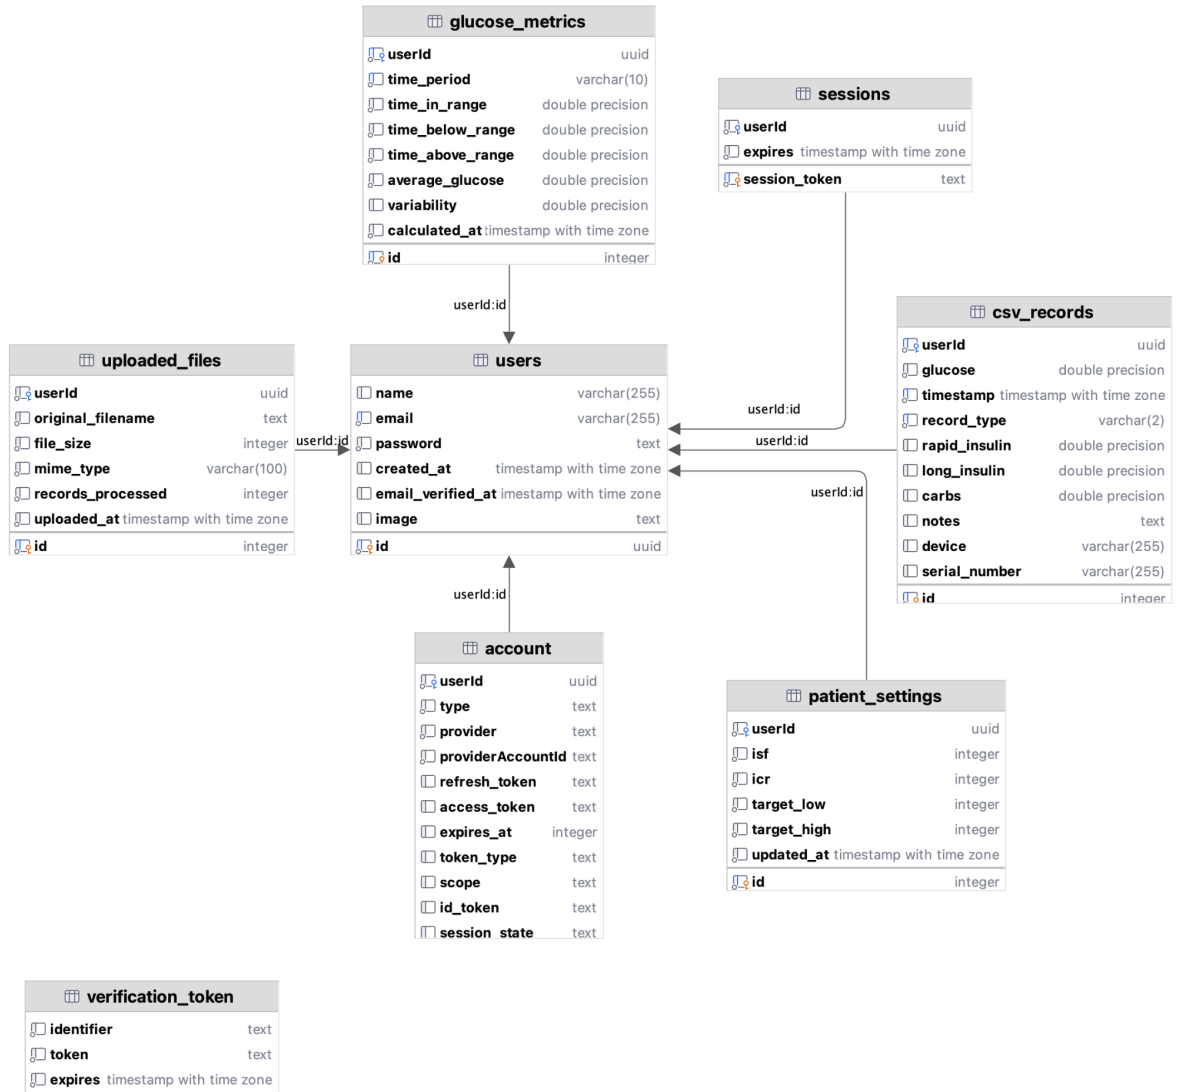 glucose_metrics
userId uuid
time_period varchar(10)
time_in_range double precision
time_below_range double precision
time_above_range double precision
average_glucose double precision
variability double precision
calculated_at timestamp with time zone
id integer
sessions
userId uuid
expires timestamp with time zone
session_token text
userId:id
csv_records
userId uuid
glucose double precision
timestamp timestamp with time zone
record_type varchar(2)
rapid_insulin double precision
long_insulin double precision
carbs double precision
notes text
device varchar(255)
serial_number varchar(255)
id integer
uploaded_files
userId uuid
original_filename text
file_size integer
mime_type varchar(100)
records_processed integer
uploaded_at timestamp with time zone
id integer
userId:id
users
name varchar(255)
email varchar(255)
password text
created_at timestamp with time zone
email_verified_at imestamp with time zone
image text
id uuid
userId:id
userId:id
userId:id
userId:id
account
userId uuid
type text
provider text
providerAccountId text
refresh_token text
access_token text
expires_at integer
token_type text
scope text
id_token text
session_state text
patient_settings
userId uuid
isf integer
icr integer
target_low integer
target_high integer
updated_at timestamp with time zone
id integer
verification_token
identifier text
token text
expires timestamp with time zone